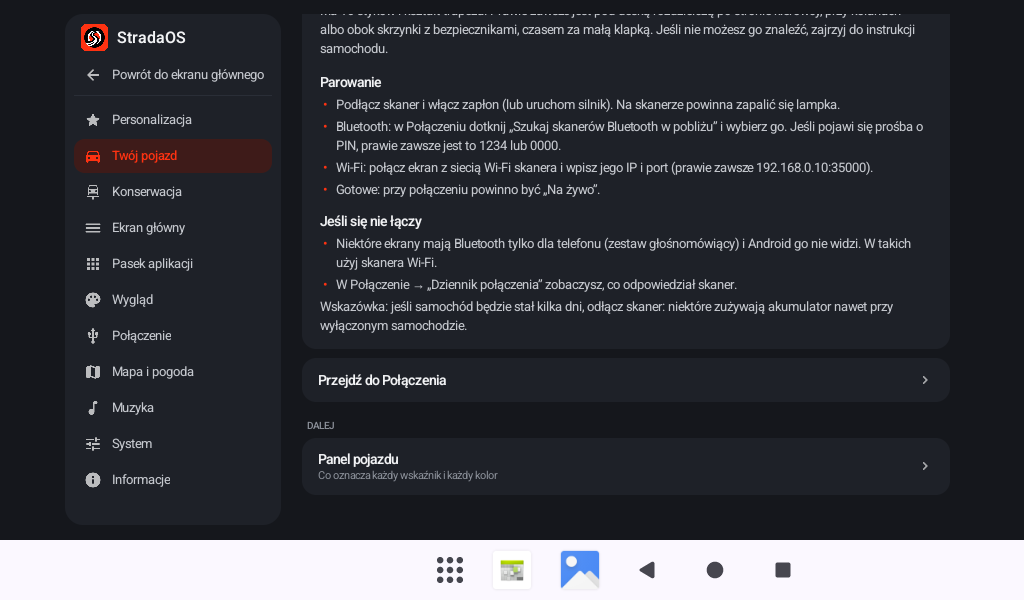 StradaOS
Powrót do ekranu głównego
Personalizacja
Twój pojazd
Konserwacja
Ekran główny
Pasek aplikacji
Wygląd
Połączenie
Mapa i pogoda
Muzyka
System
Informacje
albo obok skrzynki z bezpiecznikami, czasem za małą klapką. Jeśli nie możesz go znaleźć, zajrzyj do instrukcji
samochodu.
Parowanie
• Podłącz skaner i włącz zapłon (lub uruchom silnik). Na skanerze powinna zapalić się lampka.
• Bluetooth: w Połączeniu dotknij „Szukaj skanerów Bluetooth w pobliżu” i wybierz go. Jeśli pojawi się prośba o
PIN, prawie zawsze jest to 1234 lub 0000.
• Wi-Fi: połącz ekran z siecią Wi-Fi skanera i wpisz jego IP i port (prawie zawsze 192.168.0.10:35000).
• Gotowe: przy połączeniu powinno być „Na żywo”.
Jeśli się nie łączy
• Niektóre ekrany mają Bluetooth tylko dla telefonu (zestaw głośnomówiący) i Android go nie widzi. W takich
użyj skanera Wi-Fi.
• W Połączenie → „Dziennik połączenia” zobaczysz, co odpowiedział skaner.
Wskazówka: jeśli samochód będzie stał kilka dni, odłącz skaner: niektóre zużywają akumulator nawet przy
wyłączonym samochodzie.
Przejdź do Połączenia
DALEJ
Panel pojazdu
Co oznacza każdy wskaźnik i każdy kolor